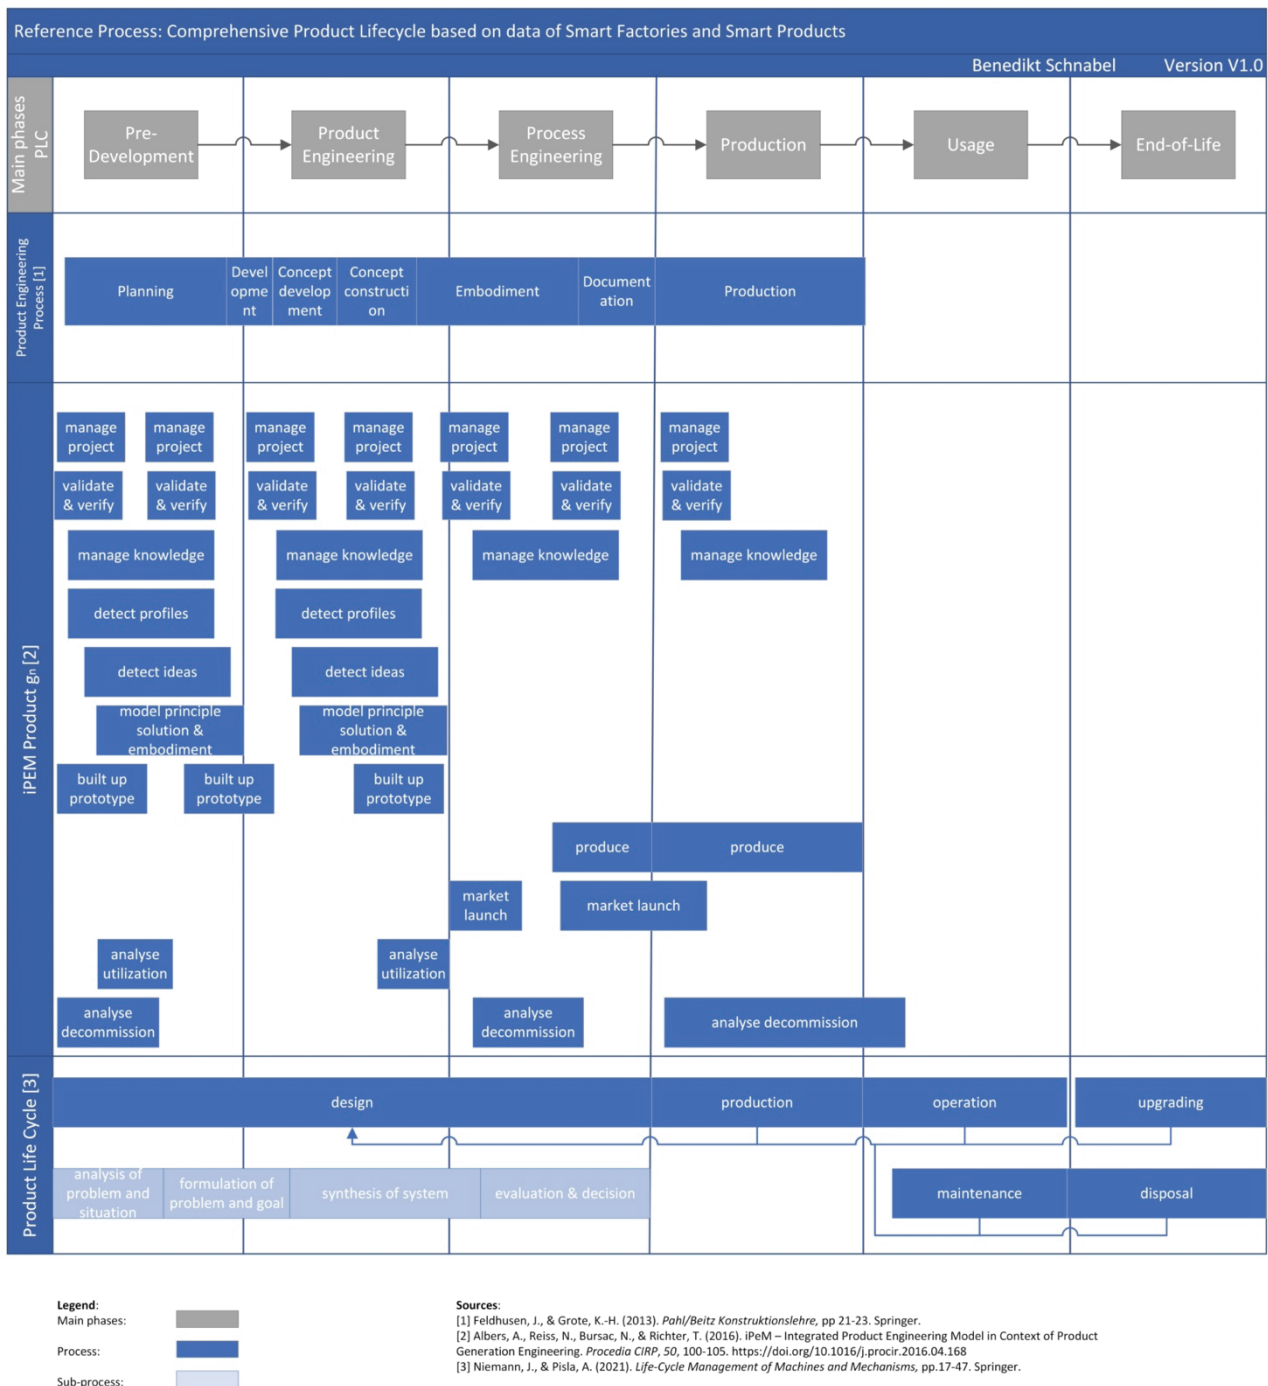 Reference Process: Comprehensive Product Lifecycle based on data of Smart Factories and Smart Products
Benedikt Schnabel Version V1.0
Main phases
PLC
Pre-
Development
Product
Engineering
Process
Engineering
Production
Usage
End-of-Life
Product Engineering
Process [1]
Planning
Devel
opme
nt
Concept
develop
ment
Concept
constructi
on
Embodiment
Document
ation
Production
iPEM Product gn [2]
manage
project
manage
project
manage
project
manage
project
manage
project
manage
project
manage
project
validate
& verify
validate
& verify
validate
& verify
validate
& verify
validate
& verify
validate
& verify
validate
& verify
manage knowledge
manage knowledge
manage knowledge
manage knowledge
detect profiles
detect profiles
detect ideas
detect ideas
model principle
solution &
embodiment
model principle
solution &
embodiment
built up
prototype
built up
prototype
built up
prototype
produce
produce
market
launch
market launch
analyse
utilization
analyse
utilization
analyse
decommission
analyse
decommission
analyse decommission
Product Life Cycle [3]
design
production
operation
upgrading
analysis of
problem and
situation
formulation of
problem and goal
synthesis of system
evaluation & decision
maintenance
disposal
Legend:
Main phases:
Process:
Sub-process:
Sources:
[1] Feldhusen, J., & Grote, K.-H. (2013). Pahl/Beitz Konstruktionslehre, pp 21-23. Springer.
[2] Albers, A., Reiss, N., Bursac, N., & Richter, T. (2016). iPeM – Integrated Product Engineering Model in Context of Product
Generation Engineering. Procedia CIRP, 50, 100-105. https://doi.org/10.1016/j.procir.2016.04.168
[3] Niemann, J., & Pisla, A. (2021). Life-Cycle Management of Machines and Mechanisms, pp.17-47. Springer.